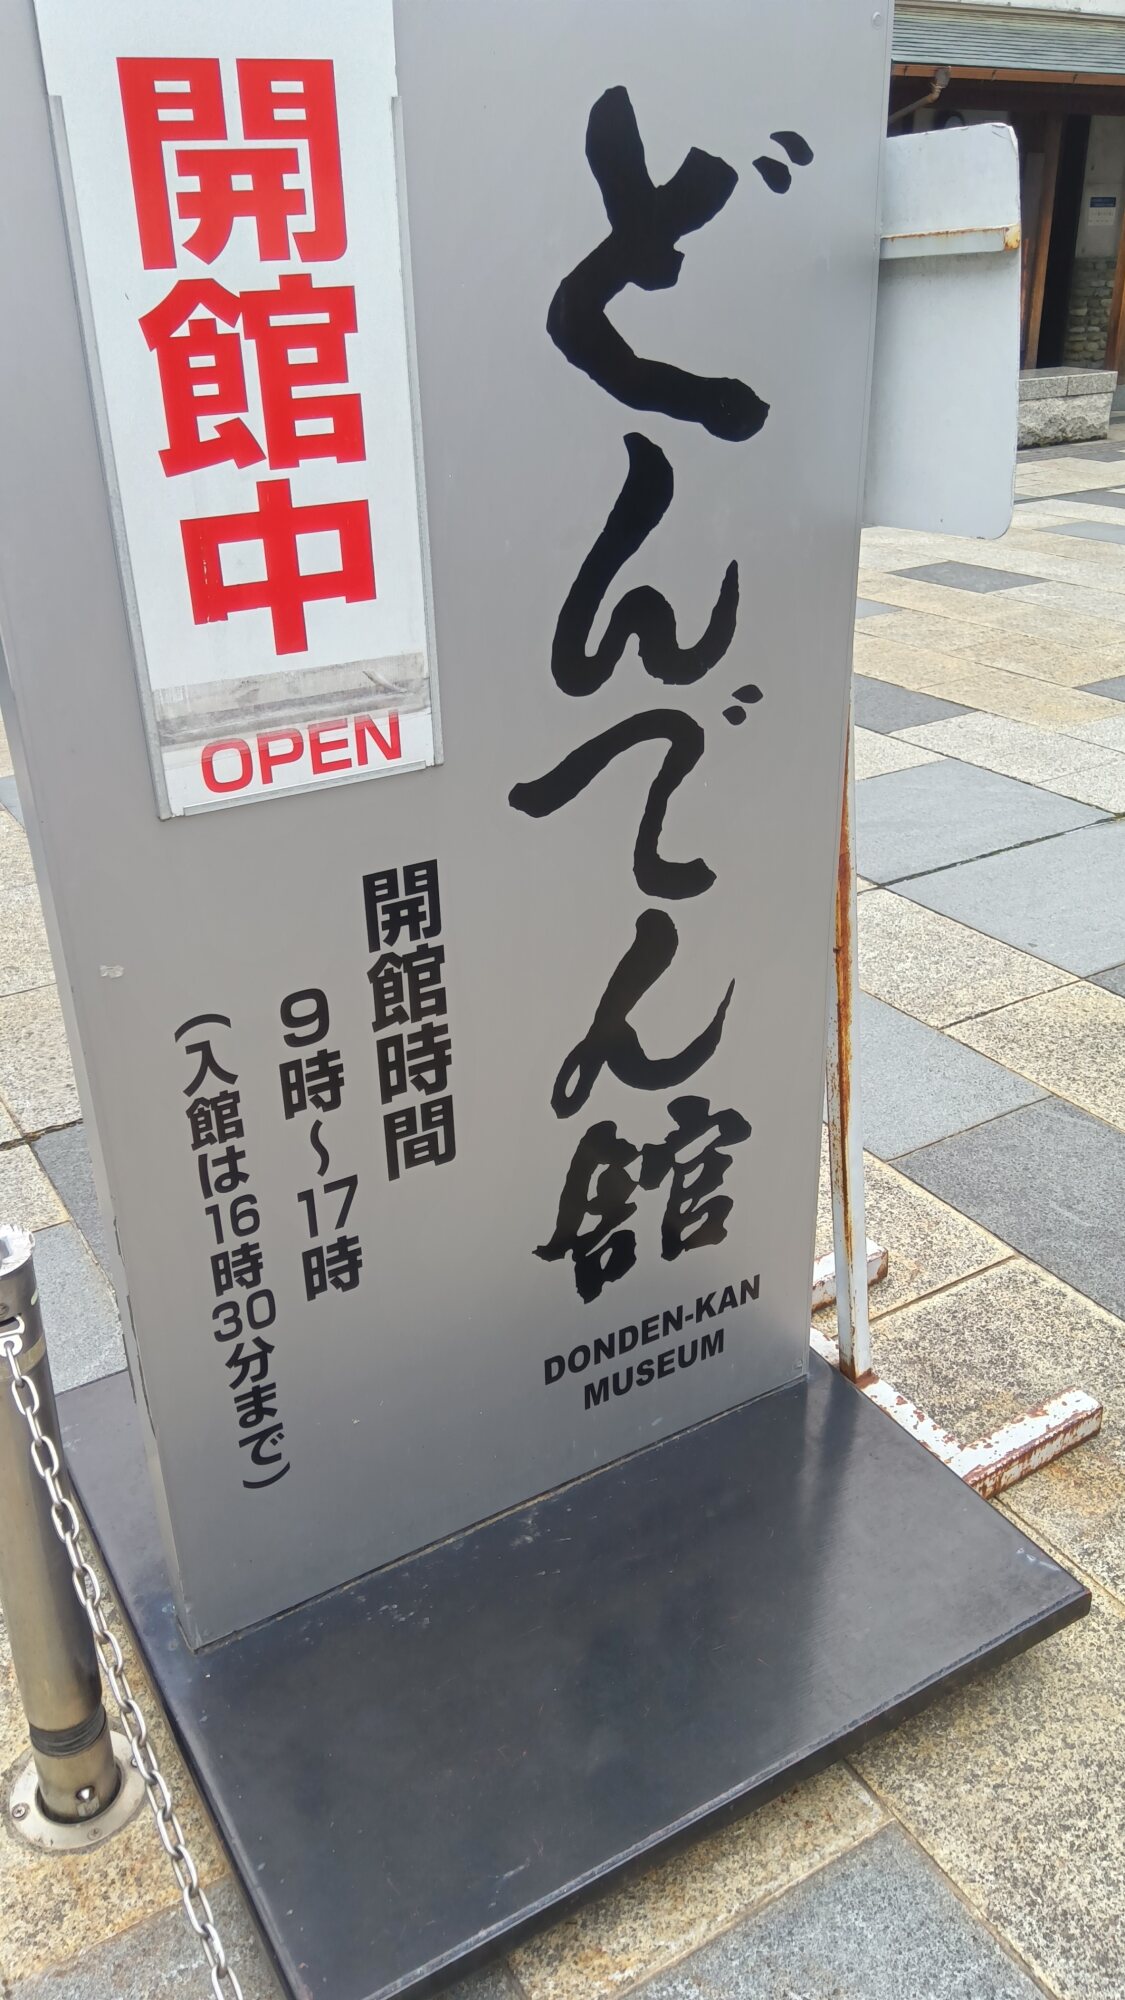 どんでん館
DONDEN-KAN
MUSEUM
開館中
OPEN
開館時間
9時～17時
(入館は16時30分まで)